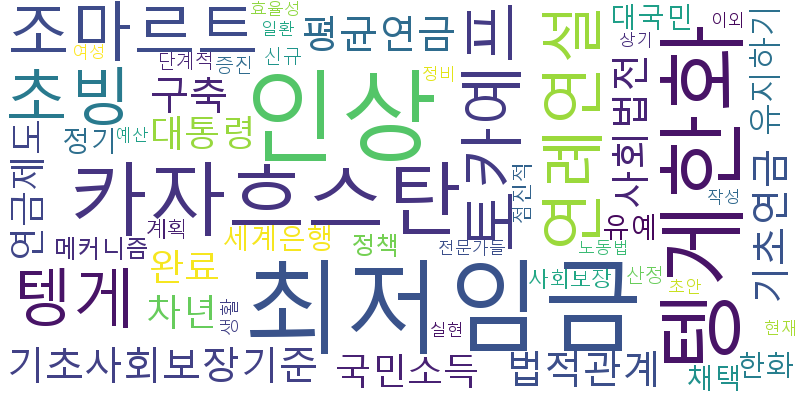 조마르트
여성
단계적
증진
효율성
일환
신규
평균연금
정비
토카예프
연례연설
대국민
상기
이외
유지하기
초빙
구축
인상
사회법전
텡게한화
연금제도
정기
예산
대통령
카자흐스탄
점진적
유예
작성
기초연금
메커니즘
계획
세계은행
정책
전문가들
노동법
텡게
완료
차년
생활
최저임금
사회보장
산정
초안
실현
현재
기초사회보장기준
국민소득
법적관계
채택
한화